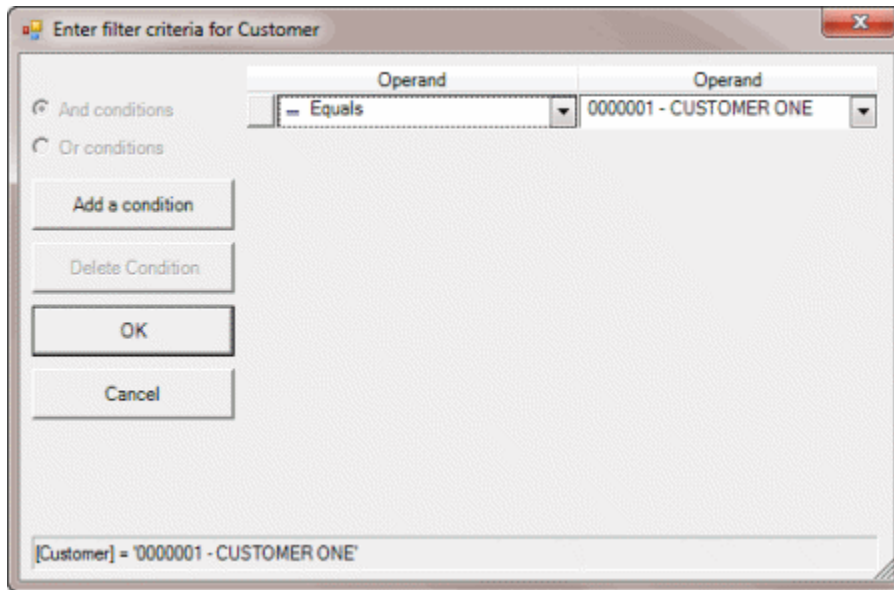 Enter filter criteria for Customer
Operand Operand
And conditions
= Equals 0000001 - CUSTOMER ONE
Or conditions
Add a condition
Delete Condition
OK
Cancel
[Customer] = '0000001 - CUSTOMER ONE'